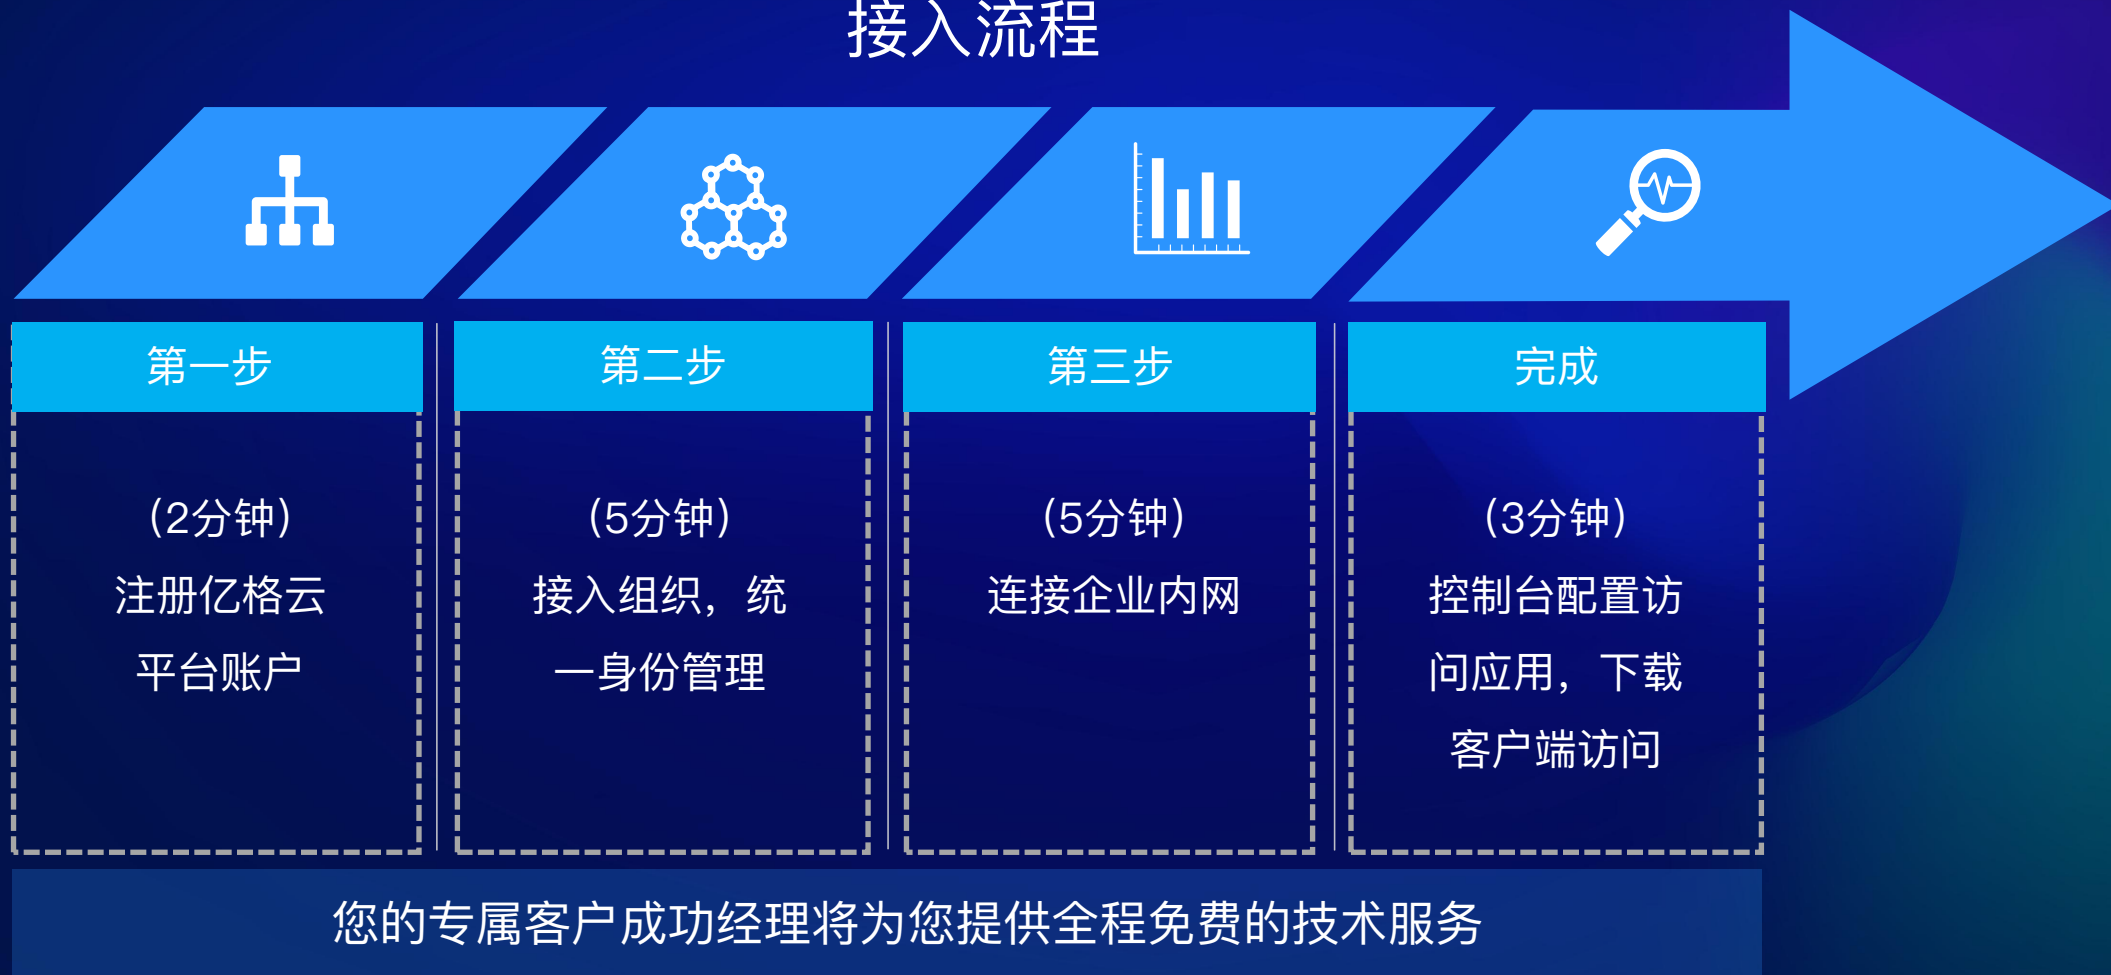 接入流程
第一步
(2分钟)
注册亿格云
平台账户
第二步
(5分钟)
接入组织，统
一身份管理
第三步
(5分钟)
连接企业内网
完成
(3分钟)
控制台配置访
问应用，下载
客户端访问
您的专属客户成功经理将为您提供全程免费的技术服务